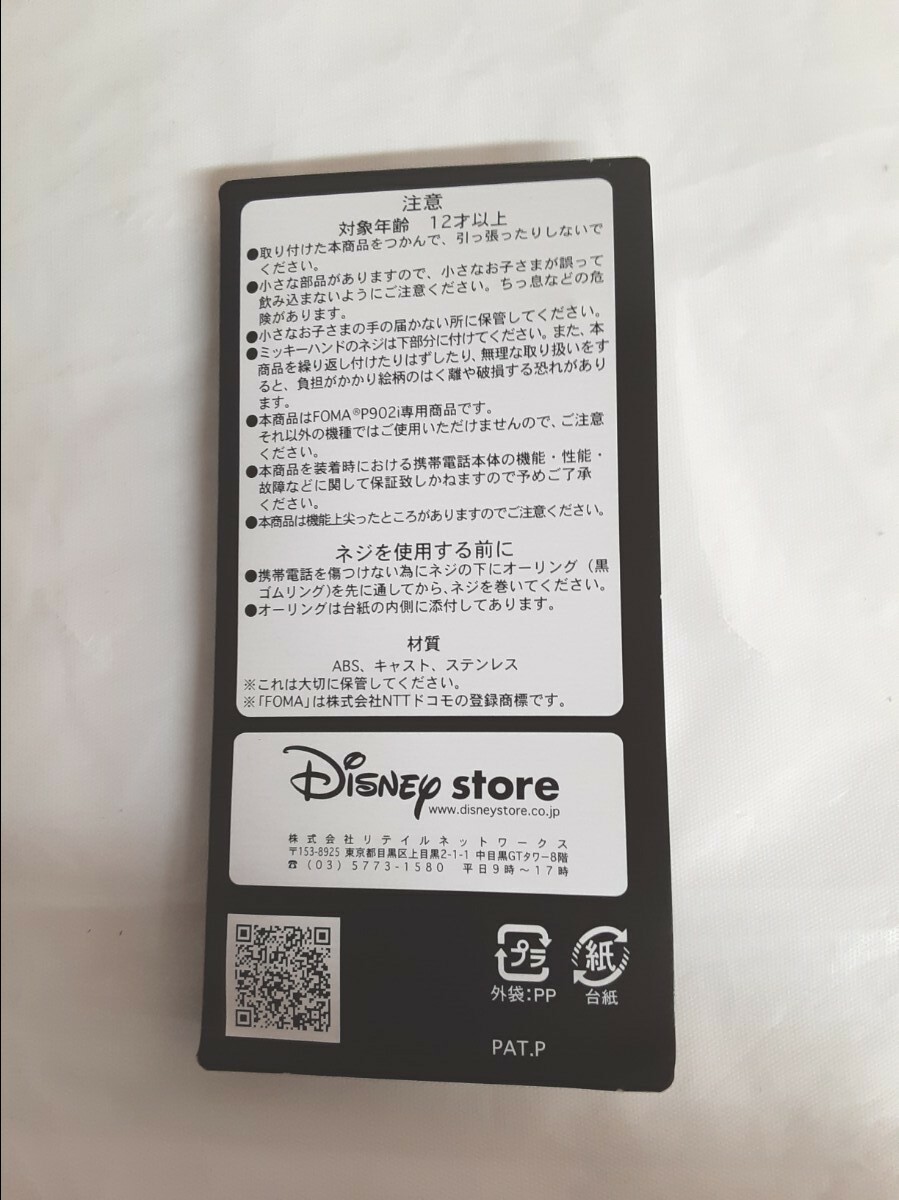 注意
対象年齢　12才以上
●取り付けた本商品をつかんで、引っ張ったりしないで
ください。
●小さな部品がありますので、小さなお子さまが誤って
飲み込まないようにご注意ください。ちっ息などの危
険があります。
●小さなお子さまの手の届かない所に保管してください。
●ミッキーハンドのネジは下部分に付けてください。また、本
商品を繰り返し付けたりはずしたり、無理な取り扱いをす
ると、負担がかかり絵柄のはく離や破損する恐れがあり
ます。
●本商品はFOMA®P902i専用商品です。
それ以外の機種ではご使用いただけませんので、ご注意
ください。
●本商品を装着時における携帯電話本体の機能・性能・
故障などに関して保証致しかねますので予めご了承
ください。
●本商品は機能上尖ったところがありますのでご注意ください。
ネジを使用する前に
●携帯電話を傷つけない為にネジの下にオーリング（黒
ゴムリング）を先に通してから、ネジを巻いてください。
●オーリングは台紙の内側に添付してあります。
材質
ABS、キャスト、ステンレス
※これは大切に保管してください。
※「FOMA」は株式会社NTTドコモの登録商標です。
Disney store
www.disneystore.co.jp
株式会社リテイルネットワークス
〒153-8925 東京都目黒区上目黒2-1-1 中目黒GTタワー8階
☎（03）5773-1580　平日9時～17時
プラ
紙
外袋：PP
台紙
PAT.P